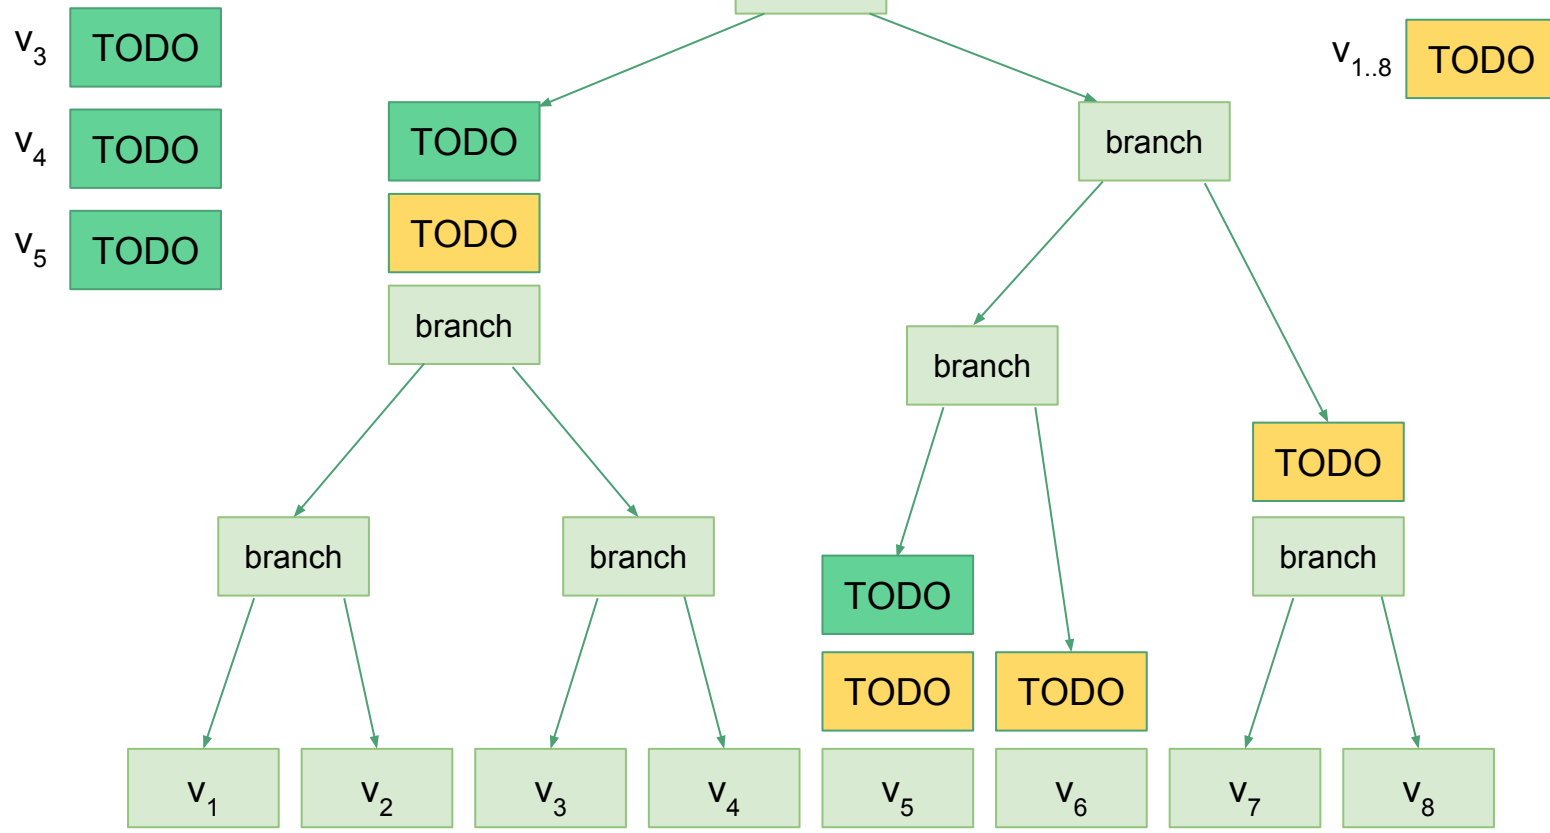 v3 TODO
v1..8 TODO
TODO
branch
v4 TODO
TODO
v5 TODO
branch
branch
TODO
branch
branch
branch
TODO
TODO
TODO
v1
v2
v3
v4
v5
v6
v7
v8